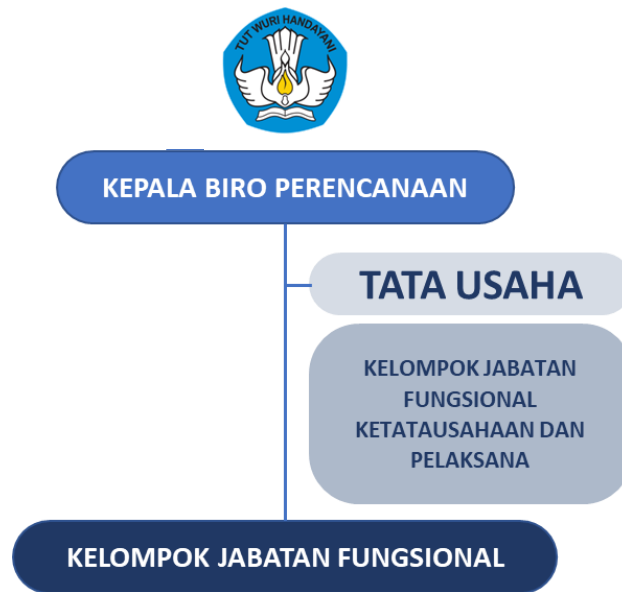 TUT WURI HANDAYANI
KEPALA BIRO PERENCANAAN
TATA USAHA
KELOMPOK JABATAN
FUNGSIONAL
KETATAUSAHAAN DAN
PELAKSANA
KELOMPOK JABATAN FUNGSIONAL